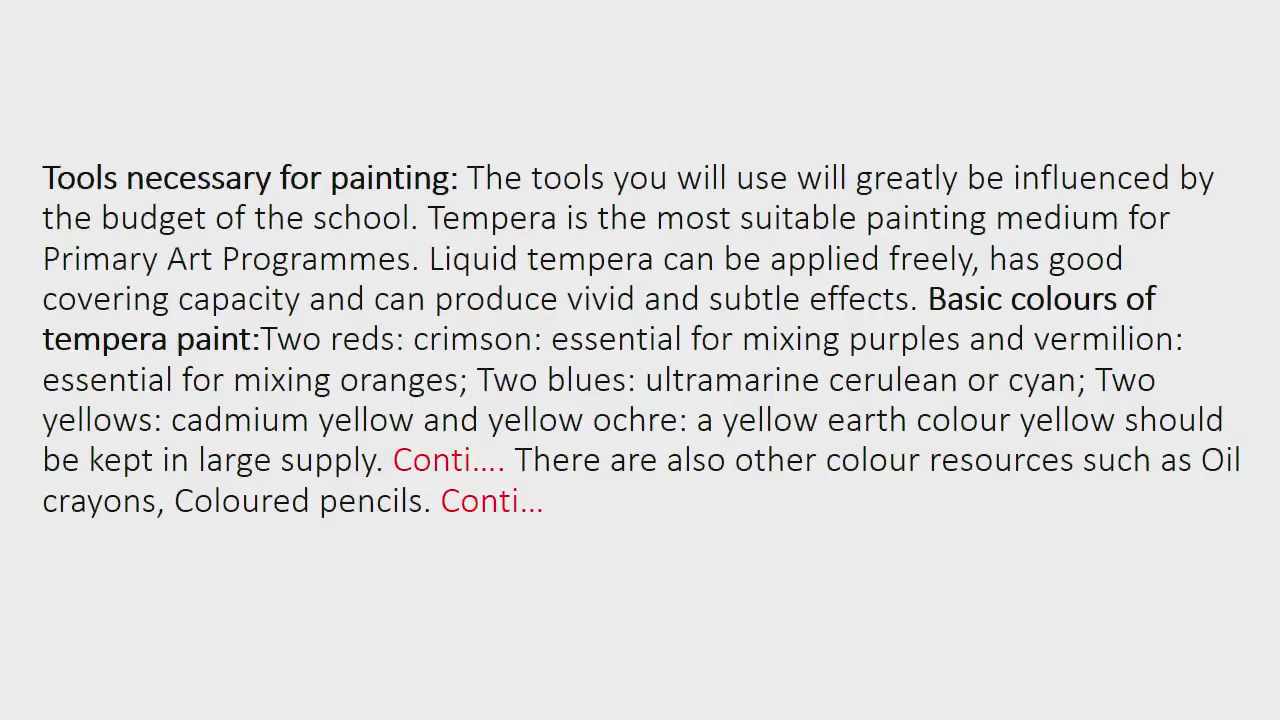 Tools necessary for painting: The tools you will use will greatly be influenced by
the budget of the school. Tempera is the most suitable painting medium for
Primary Art Programmes. Liquid tempera can be applied freely, has good
covering capacity and can produce vivid and subtle effects. Basic colours of
tempera paint:Two reds: crimson: essential for mixing purples and vermilion:
essential for mixing oranges; Two blues: ultramarine cerulean or cyan; Two
yellows: cadmium yellow and yellow ochre: a yellow earth colour yellow should
be kept in large supply. Conti…. There are also other colour resources such as Oil
crayons, Coloured pencils. Conti…